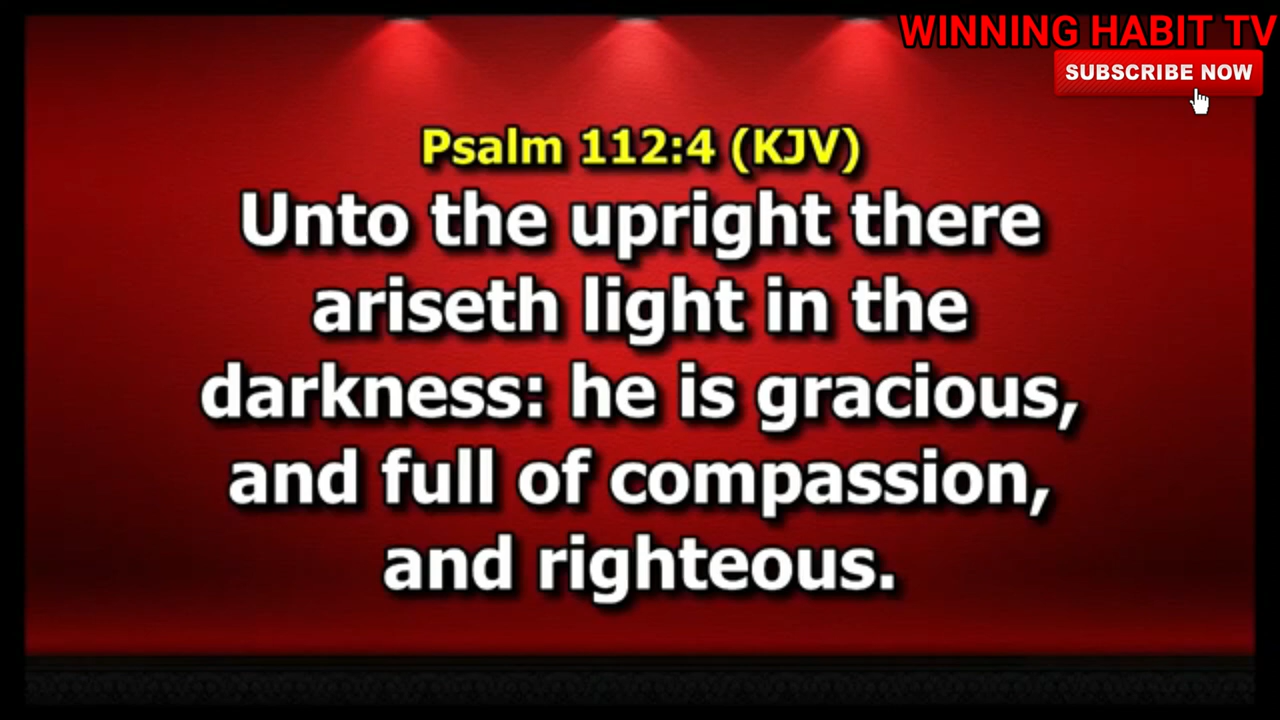 WINNING HABIT TV
SUBSCRIBE NOW
Psalm 112:4 (KJV)
Unto the upright there
ariseth light in the
darkness: he is gracious,
and full of compassion,
and righteous.